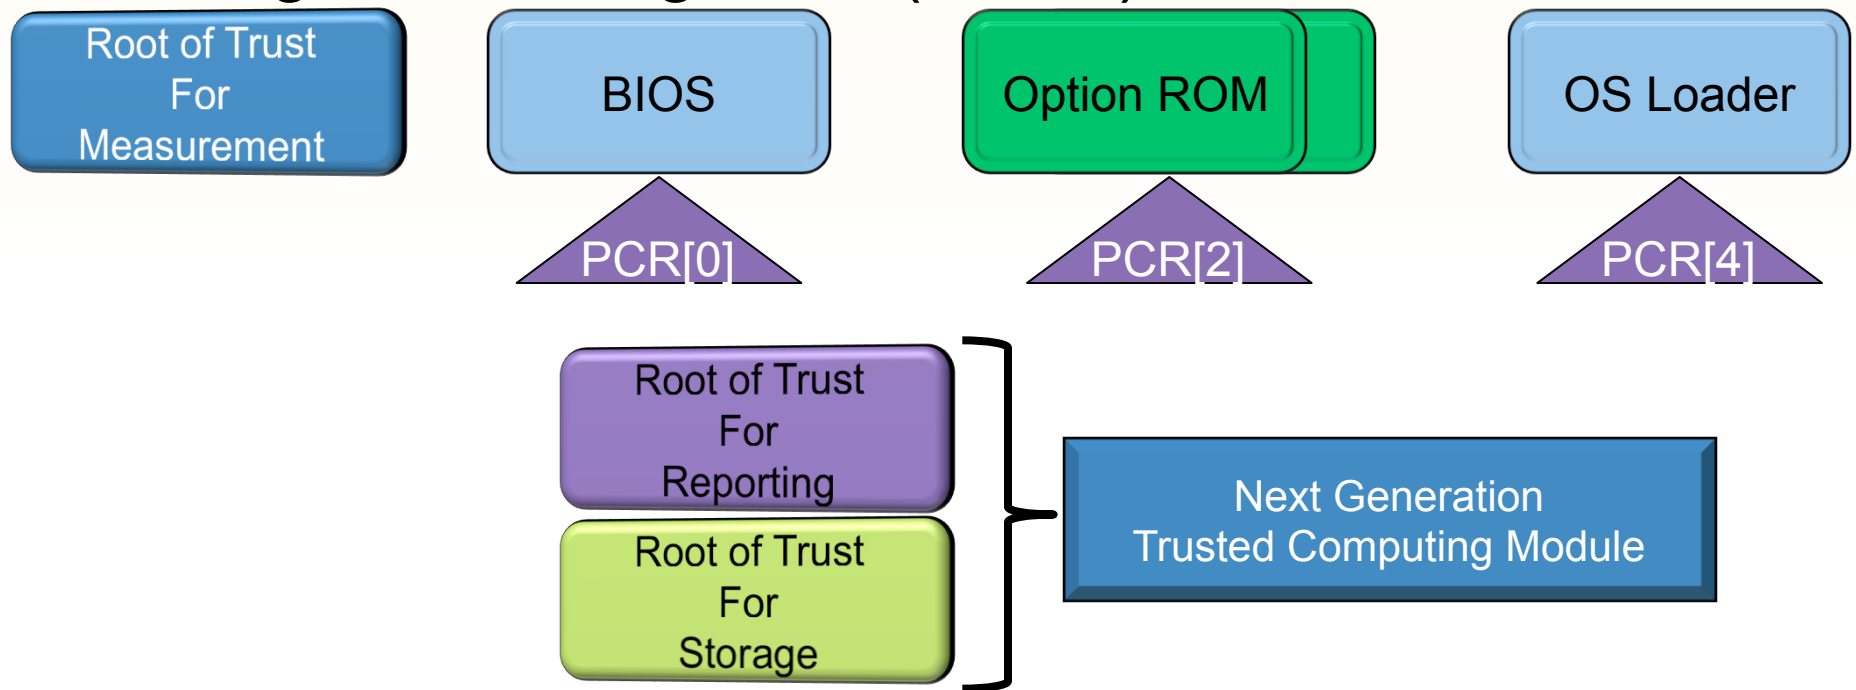 Root of Trust
For
Measurement
BIOS
Option ROM
OS Loader
PCR[0]
PCR[2]
PCR[4]
Root of Trust
For
Reporting
Root of Trust
For
Storage
Next Generation
Trusted Computing Module